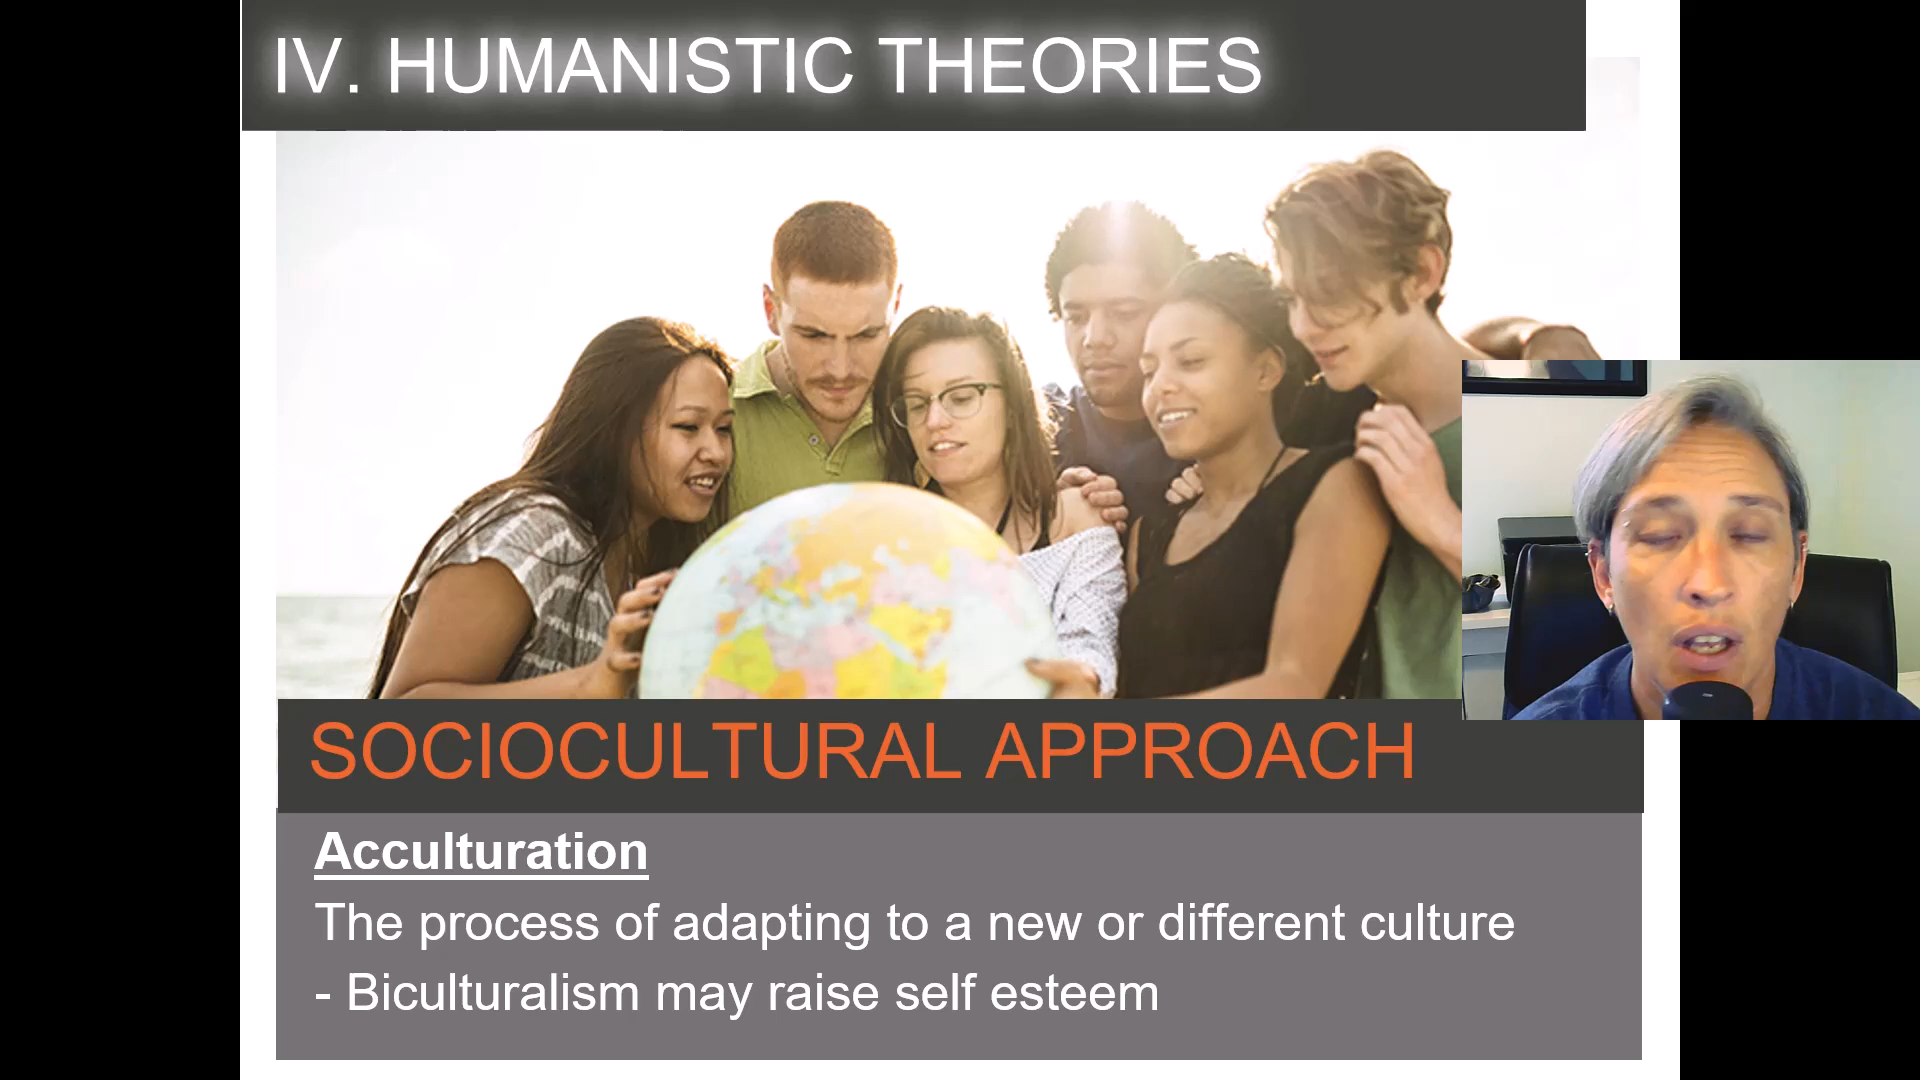 IV. HUMANISTIC THEORIES
SOCIOCULTURAL APPROACH
Acculturation
The process of adapting to a new or different culture
- Biculturalism may raise self esteem